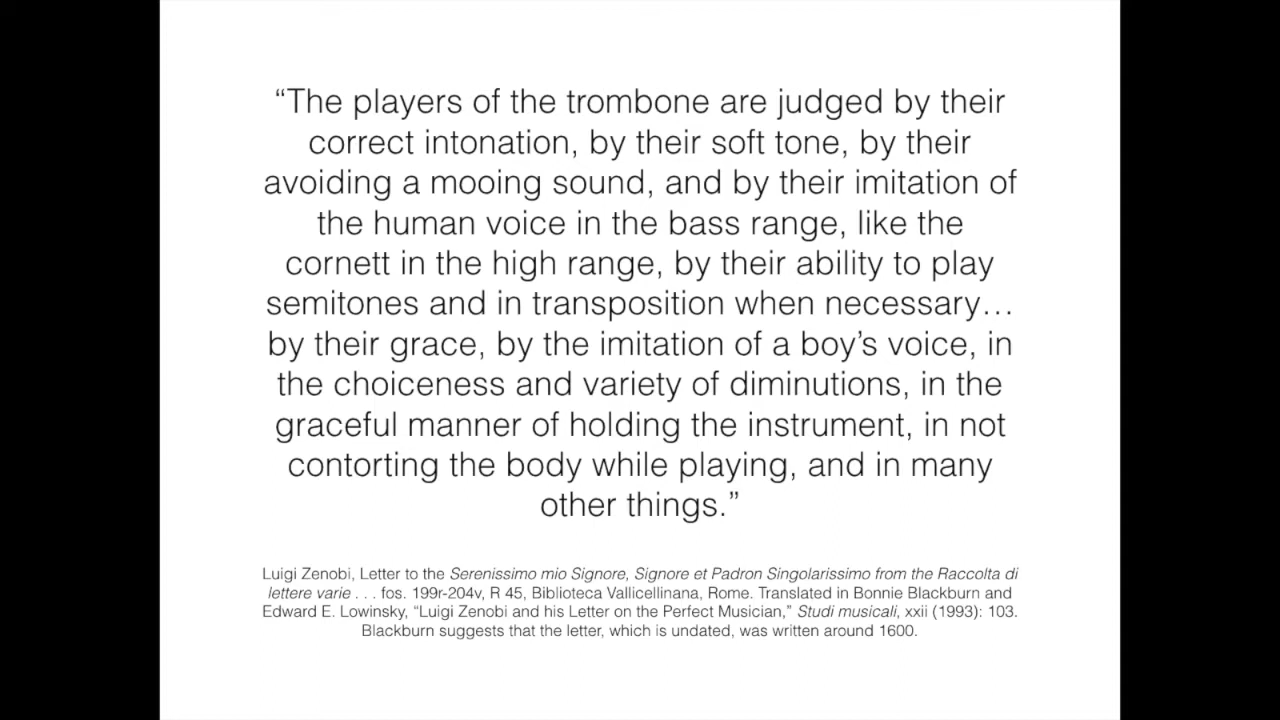 “The players of the trombone are judged by their
correct intonation, by their soft tone, by their
avoiding a mooing sound, and by their imitation of
the human voice in the bass range, like the
cornett in the high range, by their ability to play
semitones and in transposition when necessary…
by their grace, by the imitation of a boy’s voice, in
the choiceness and variety of diminutions, in the
graceful manner of holding the instrument, in not
contorting the body while playing, and in many
other things.”
Luigi Zenobi, Letter to the Serenissimo mio Signore, Signore et Padron Singolarissimo from the Raccolta di
lettere varie . . . fos. 199r-204v, R 45, Biblioteca Vallicellinana, Rome. Translated in Bonnie Blackburn and
Edward E. Lowinsky, “Luigi Zenobi and his Letter on the Perfect Musician,” Studi musicali, xxii (1993): 103.
Blackburn suggests that the letter, which is undated, was written around 1600.